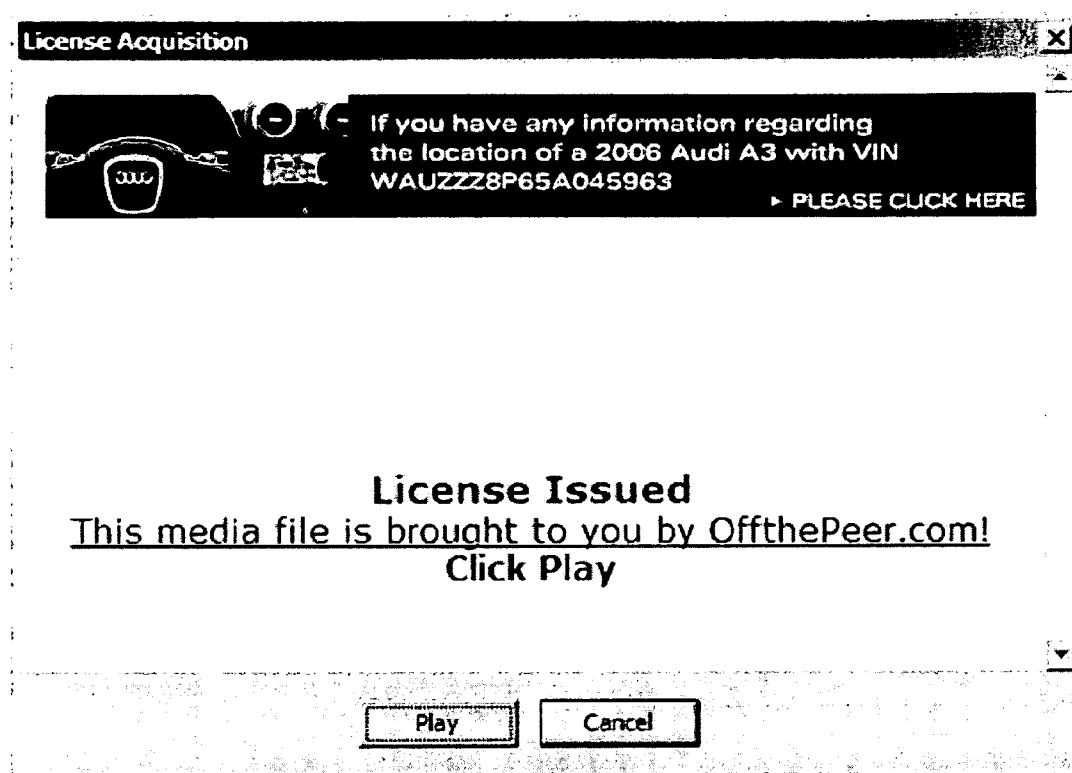 License Acquisition
If you have any information regarding
the location of a 2006 Audi A3 with VIN
WAUZZZ8P65A045963
PLEASE CLICK HERE
License Issued
This media file is brought to you by OffthePeer.com!
Click Play
Play
Cancel